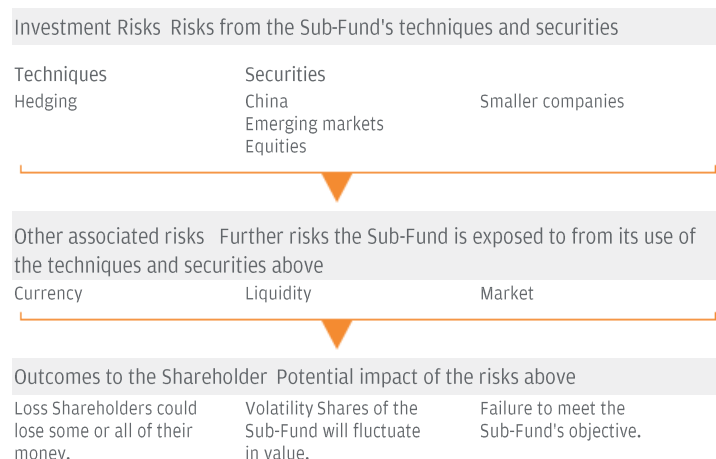 Investment Risks Risks from the Sub-Fund's techniques and securities
Techniques
Hedging
Securities
China
Emerging markets
Equities
Smaller companies
Other associated risks Further risks the Sub-Fund is exposed to from its use of
the techniques and securities above
Currency
Liquidity
Market
Outcomes to the Shareholder Potential impact of the risks above
Loss Shareholders could
lose some or all of their
money.
Volatility Shares of the
Sub-Fund will fluctuate
in value.
Failure to meet the
Sub-Fund's objective.